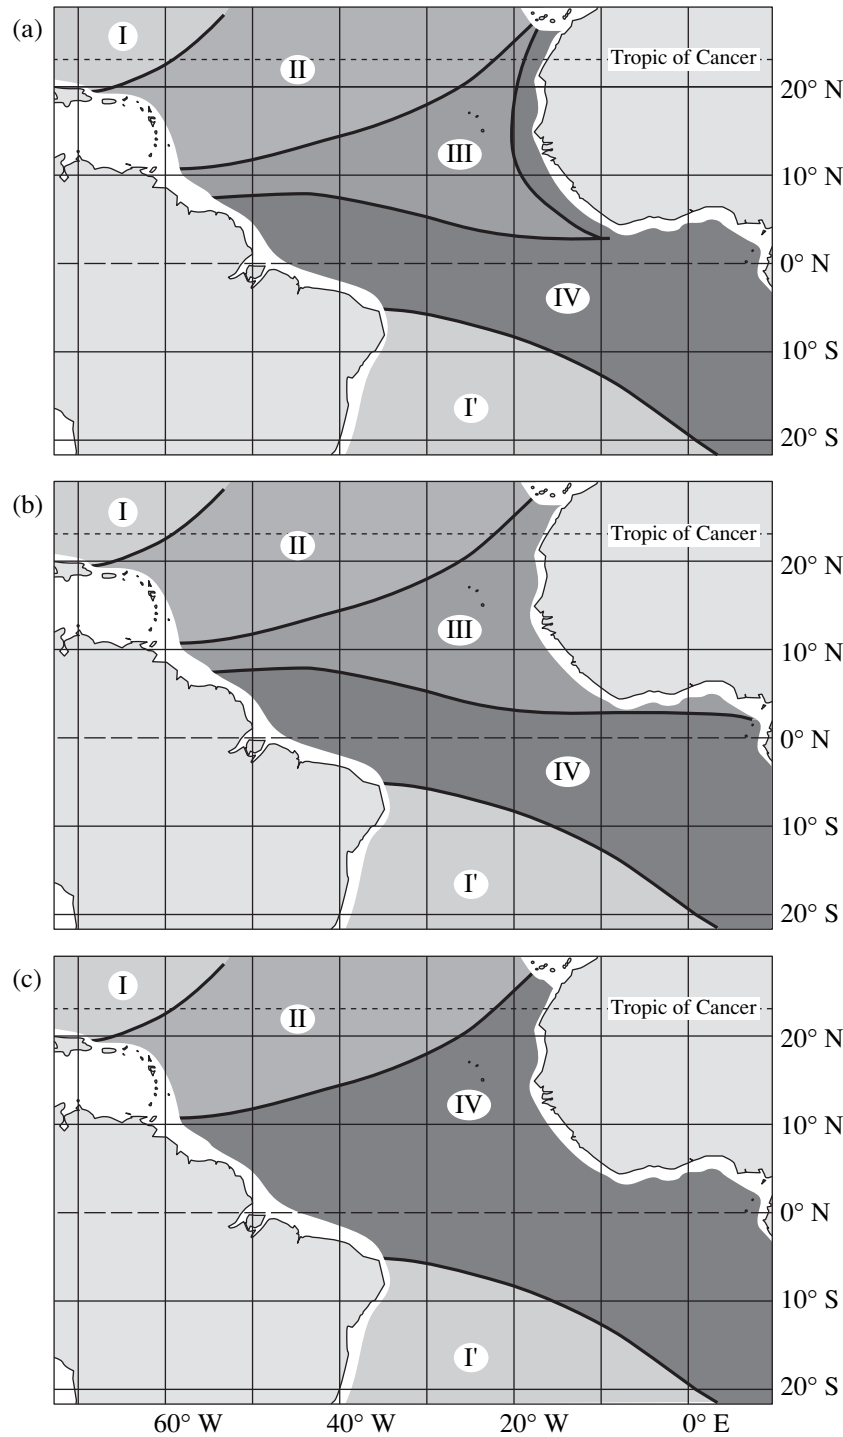 (a)
I
II
Tropic of Cancer
20° N
III
10° N
0° N
IV
10° S
I'
20° S
(b)
I
II
Tropic of Cancer
20° N
III
10° N
0° N
IV
10° S
I'
20° S
(c)
I
II
Tropic of Cancer
20° N
IV
10° N
0° N
10° S
I'
20° S
60° W 40° W 20° W 0° E